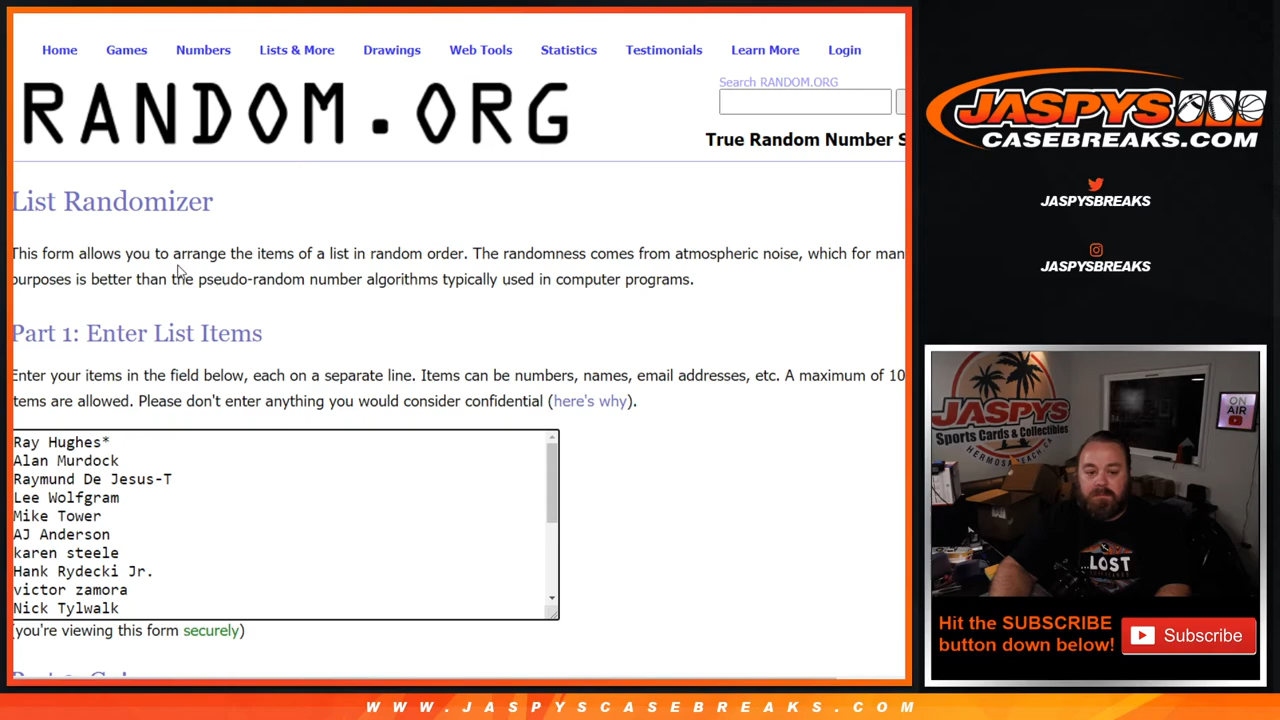 Home Games Numbers Lists & More Drawings Web Tools Statistics Testimonials Learn More Login
RANDOM.ORG
Search RANDOM.ORG
True Random Number S
List Randomizer
This form allows you to arrange the items of a list in random order. The randomness comes from atmospheric noise, which for man
purposes is better than the pseudo-random number algorithms typically used in computer programs.
Part 1: Enter List Items
Enter your items in the field below, each on a separate line. Items can be numbers, names, email addresses, etc. A maximum of 10
items are allowed. Please don't enter anything you would consider confidential (here's why).
Ray Hughes*
Alan Murdock
Raymund De Jesus-T
Lee Wolfgram
Mike Tower
AJ Anderson
karen steele
Hank Rydecki Jr.
victor zamora
Nick Tylwalk
(you're viewing this form securely)
JASPYS
CASEBREAKS.COM
JASPYSBREAKS
JASPYSBREAKS
JASPYS
Sports Cards & Collectibles
HERMOSA BEACH CA
ON AIR
...LOST
Hit the SUBSCRIBE
button down below!
Subscribe
WWW.JASPYSCASEBREAKS.COM